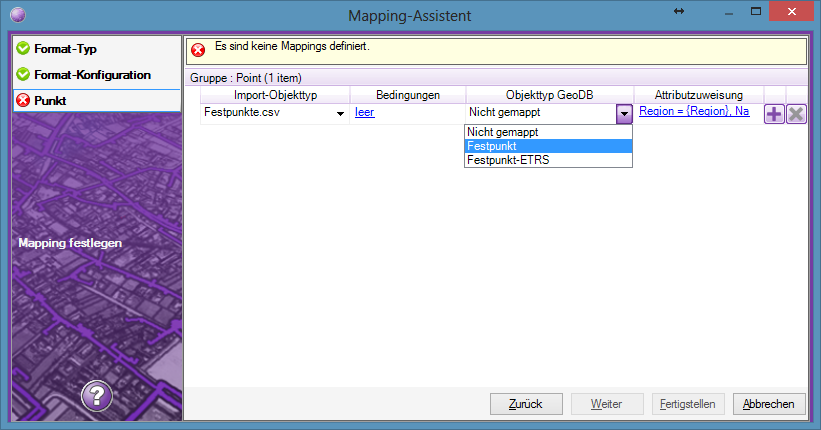 Mapping-Assistent
Format-Typ
Format-Konfiguration
Punkt
Mapping festlegen
?
Es sind keine Mappings definiert.
Gruppe : Point (1 item)
Import-Objekttyp Bedingungen Objekttyp GeoDB Attributzuweisung
Festpunkte.csv leer Nicht gemappt Region = {Region}, Na
Nicht gemappt
Festpunkt
Festpunkt-ETRS
Zurück Weiter Fertigstellen Abbrechen